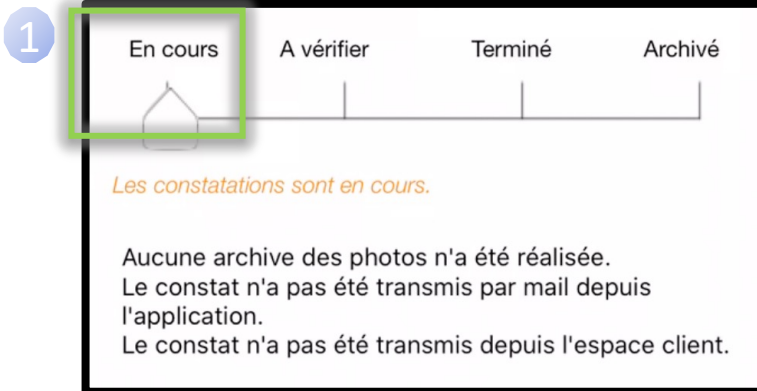 1
En cours A vérifier Terminé Archivé
Les constatations sont en cours.
Aucune archive des photos n'a été réalisée.
Le constat n'a pas été transmis par mail depuis
l'application.
Le constat n'a pas été transmis depuis l'espace client.